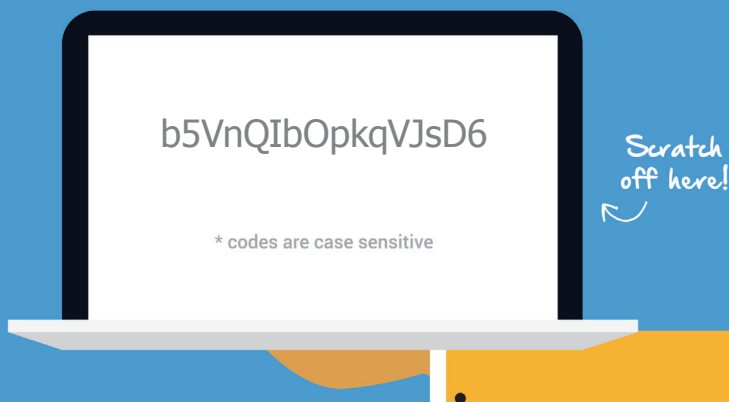 b5VnQIbOpkqVJsD6
Scratch
off here!
* codes are case sensitive